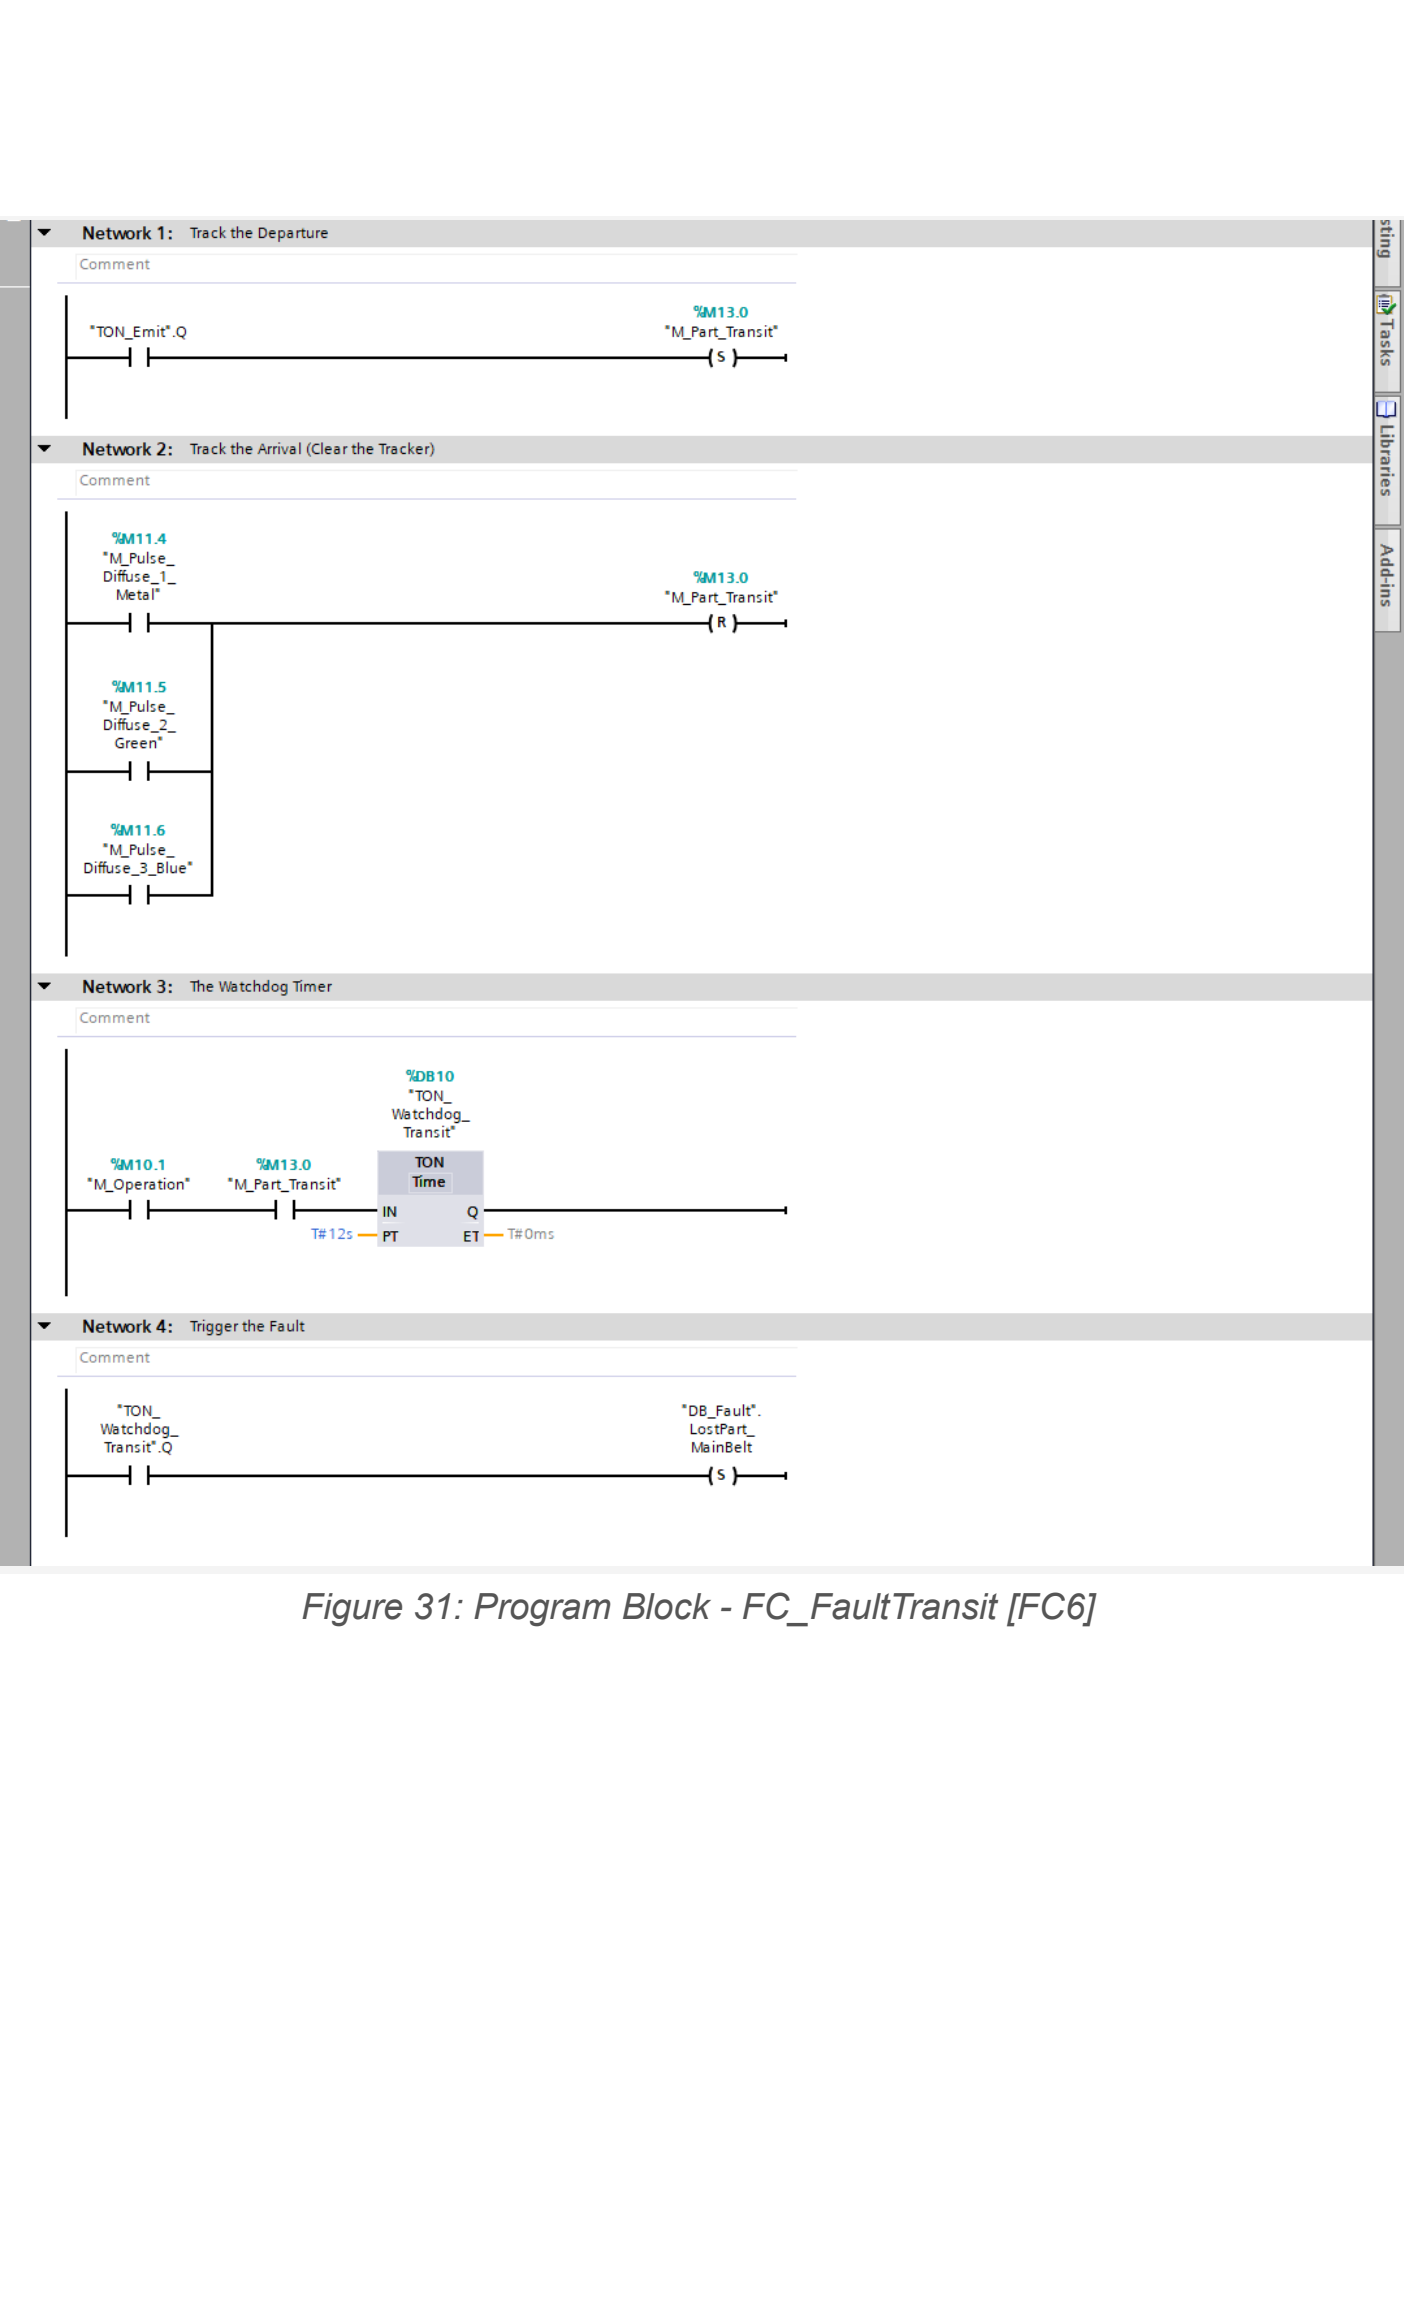 Network 1: Track the Departure
Comment
"TON_Emit".Q
%M13.0
"M_Part_Transit"
S
Network 2: Track the Arrival (Clear the Tracker)
Comment
%M11.4
"M_Pulse_
Diffuse_1_
Metal"
%M13.0
"M_Part_Transit"
R
%M11.5
"M_Pulse_
Diffuse_2_
Green"
%M11.6
"M_Pulse_
Diffuse_3_Blue"
Network 3: The Watchdog Timer
Comment
%DB10
"TON_
Watchdog_
Transit"
%M10.1
"M_Operation"
%M13.0
"M_Part_Transit"
TON
Time
IN Q
T#12s PT ET T#0ms
Network 4: Trigger the Fault
Comment
"TON_
Watchdog_
Transit".Q
"DB_Fault".
LostPart_
MainBelt
S
sting
Tasks
Libraries
Add-ins
Figure 31: Program Block - FC_FaultTransit [FC6]